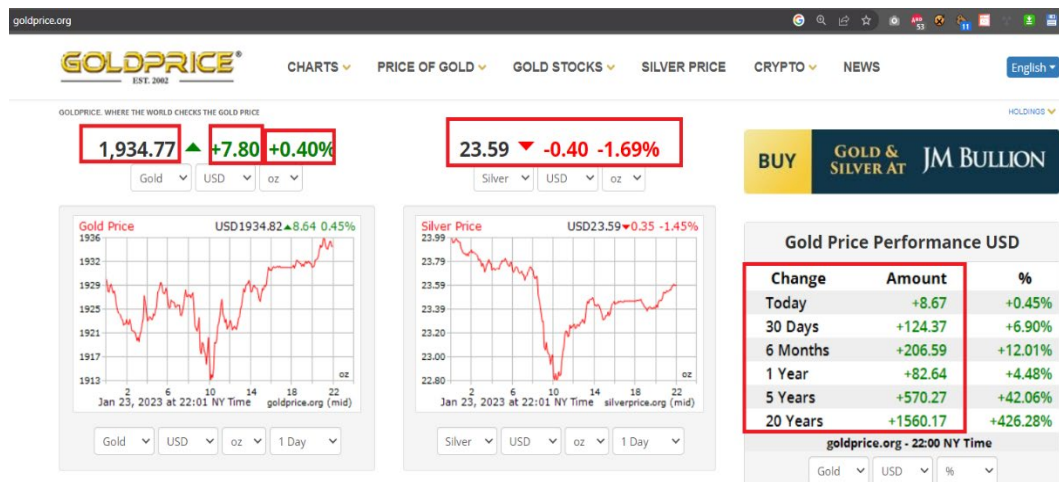 goldprice.org
53
11
GOLDPRICE®
EST. 2002
CHARTS PRICE OF GOLD GOLD STOCKS SILVER PRICE CRYPTO NEWS
English
GOLDPRICE. WHERE THE WORLD CHECKS THE GOLD PRICE
HOLDINGS
1,934.77 ▲ +7.80 +0.40%
Gold USD oz
23.59 ▼ -0.40 -1.69%
Silver USD oz
BUY GOLD & SILVER AT JM BULLION
Gold Price USD1934.82▲8.64 0.45%
1936
1932
1929
1925
1921
1917
1913
oz
2 6 10 14 18 22
Jan 23, 2023 at 22:01 NY Time goldprice.org (mid)
Gold USD oz 1 Day
Silver Price USD23.59▼0.35 -1.45%
23.99
23.79
23.59
23.39
23.20
23.00
22.80
oz
2 6 10 14 18 22
Jan 23, 2023 at 22:01 NY Time silverprice.org (mid)
Silver USD oz 1 Day
Gold Price Performance USD
Change Amount %
Today +8.67 +0.45%
30 Days +124.37 +6.90%
6 Months +206.59 +12.01%
1 Year +82.64 +4.48%
5 Years +570.27 +42.06%
20 Years +1560.17 +426.28%
goldprice.org - 22:00 NY Time
Gold USD %